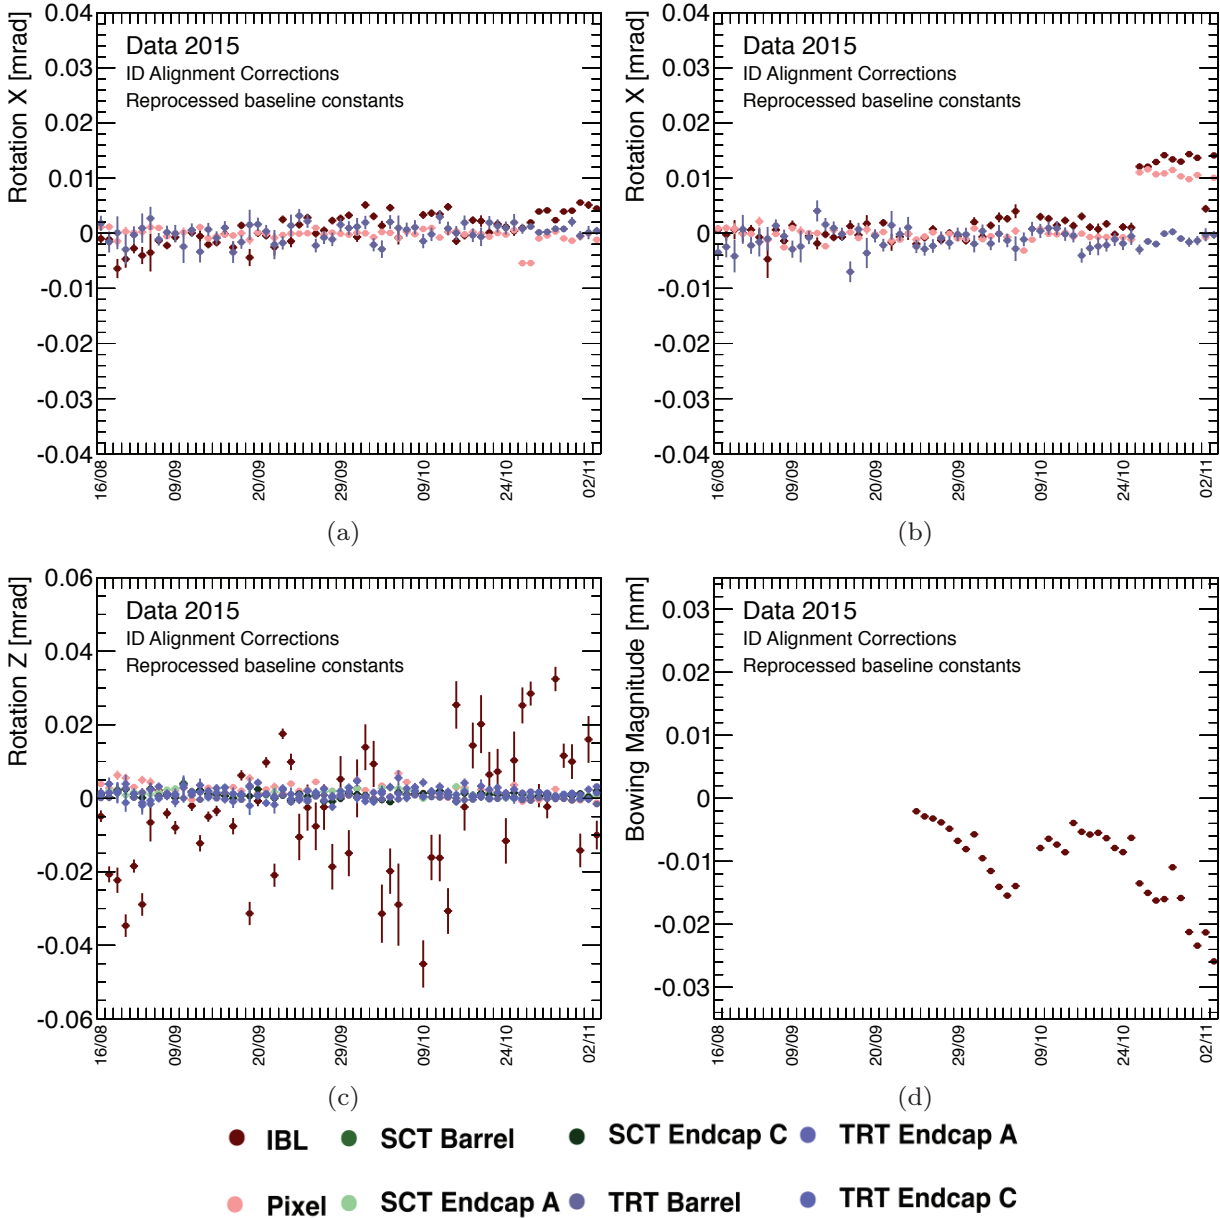 Rotation X [mrad]
0.04
0.03
0.02
0.01
0
-0.01
-0.02
-0.03
-0.04
Data 2015
ID Alignment Corrections
Reprocessed baseline constants
16/08 09/09 20/09 29/09 09/10 24/10 02/11
(a)
Rotation X [mrad]
0.04
0.03
0.02
0.01
0
-0.01
-0.02
-0.03
-0.04
Data 2015
ID Alignment Corrections
Reprocessed baseline constants
16/08 09/09 20/09 29/09 09/10 24/10 02/11
(b)
Rotation Z [mrad]
0.06
0.04
0.02
0
-0.02
-0.04
-0.06
Data 2015
ID Alignment Corrections
Reprocessed baseline constants
16/08 09/09 20/09 29/09 09/10 24/10 02/11
(c)
Bowing Magnitude [mm]
0.03
0.02
0.01
0
-0.01
-0.02
-0.03
Data 2015
ID Alignment Corrections
Reprocessed baseline constants
16/08 09/09 20/09 29/09 09/10 24/10 02/11
(d)
IBL SCT Barrel SCT Endcap C TRT Endcap A
Pixel SCT Endcap A TRT Barrel TRT Endcap C